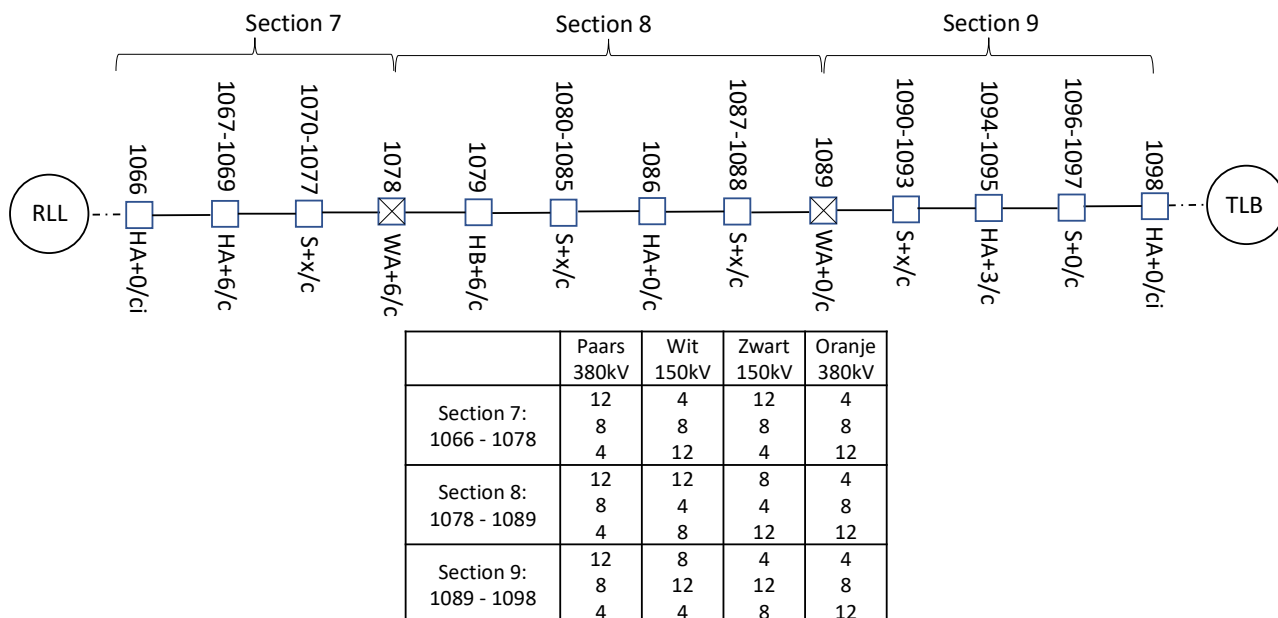 Section 7
Section 8
Section 9
1066
1067-1069
1070-1077
1078
1079
1080-1085
1086
1087-1088
1089
1090-1093
1094-1095
1096-1097
1098
RLL
TLB
HA+0/ci
HA+6/c
S+x/c
WA+6/c
HB+6/c
S+x/c
HA+0/c
S+x/c
WA+0/c
S+x/c
HA+3/c
S+0/c
HA+0/ci
Paars Wit Zwart Oranje
380kV 150kV 150kV 380kV
Section 7:
1066 - 1078
12 4 12 4
8 8 8 8
4 12 4 12
Section 8:
1078 - 1089
12 12 8 4
8 4 4 8
4 8 12 12
Section 9:
1089 - 1098
12 8 4 4
8 12 12 8
4 4 8 12